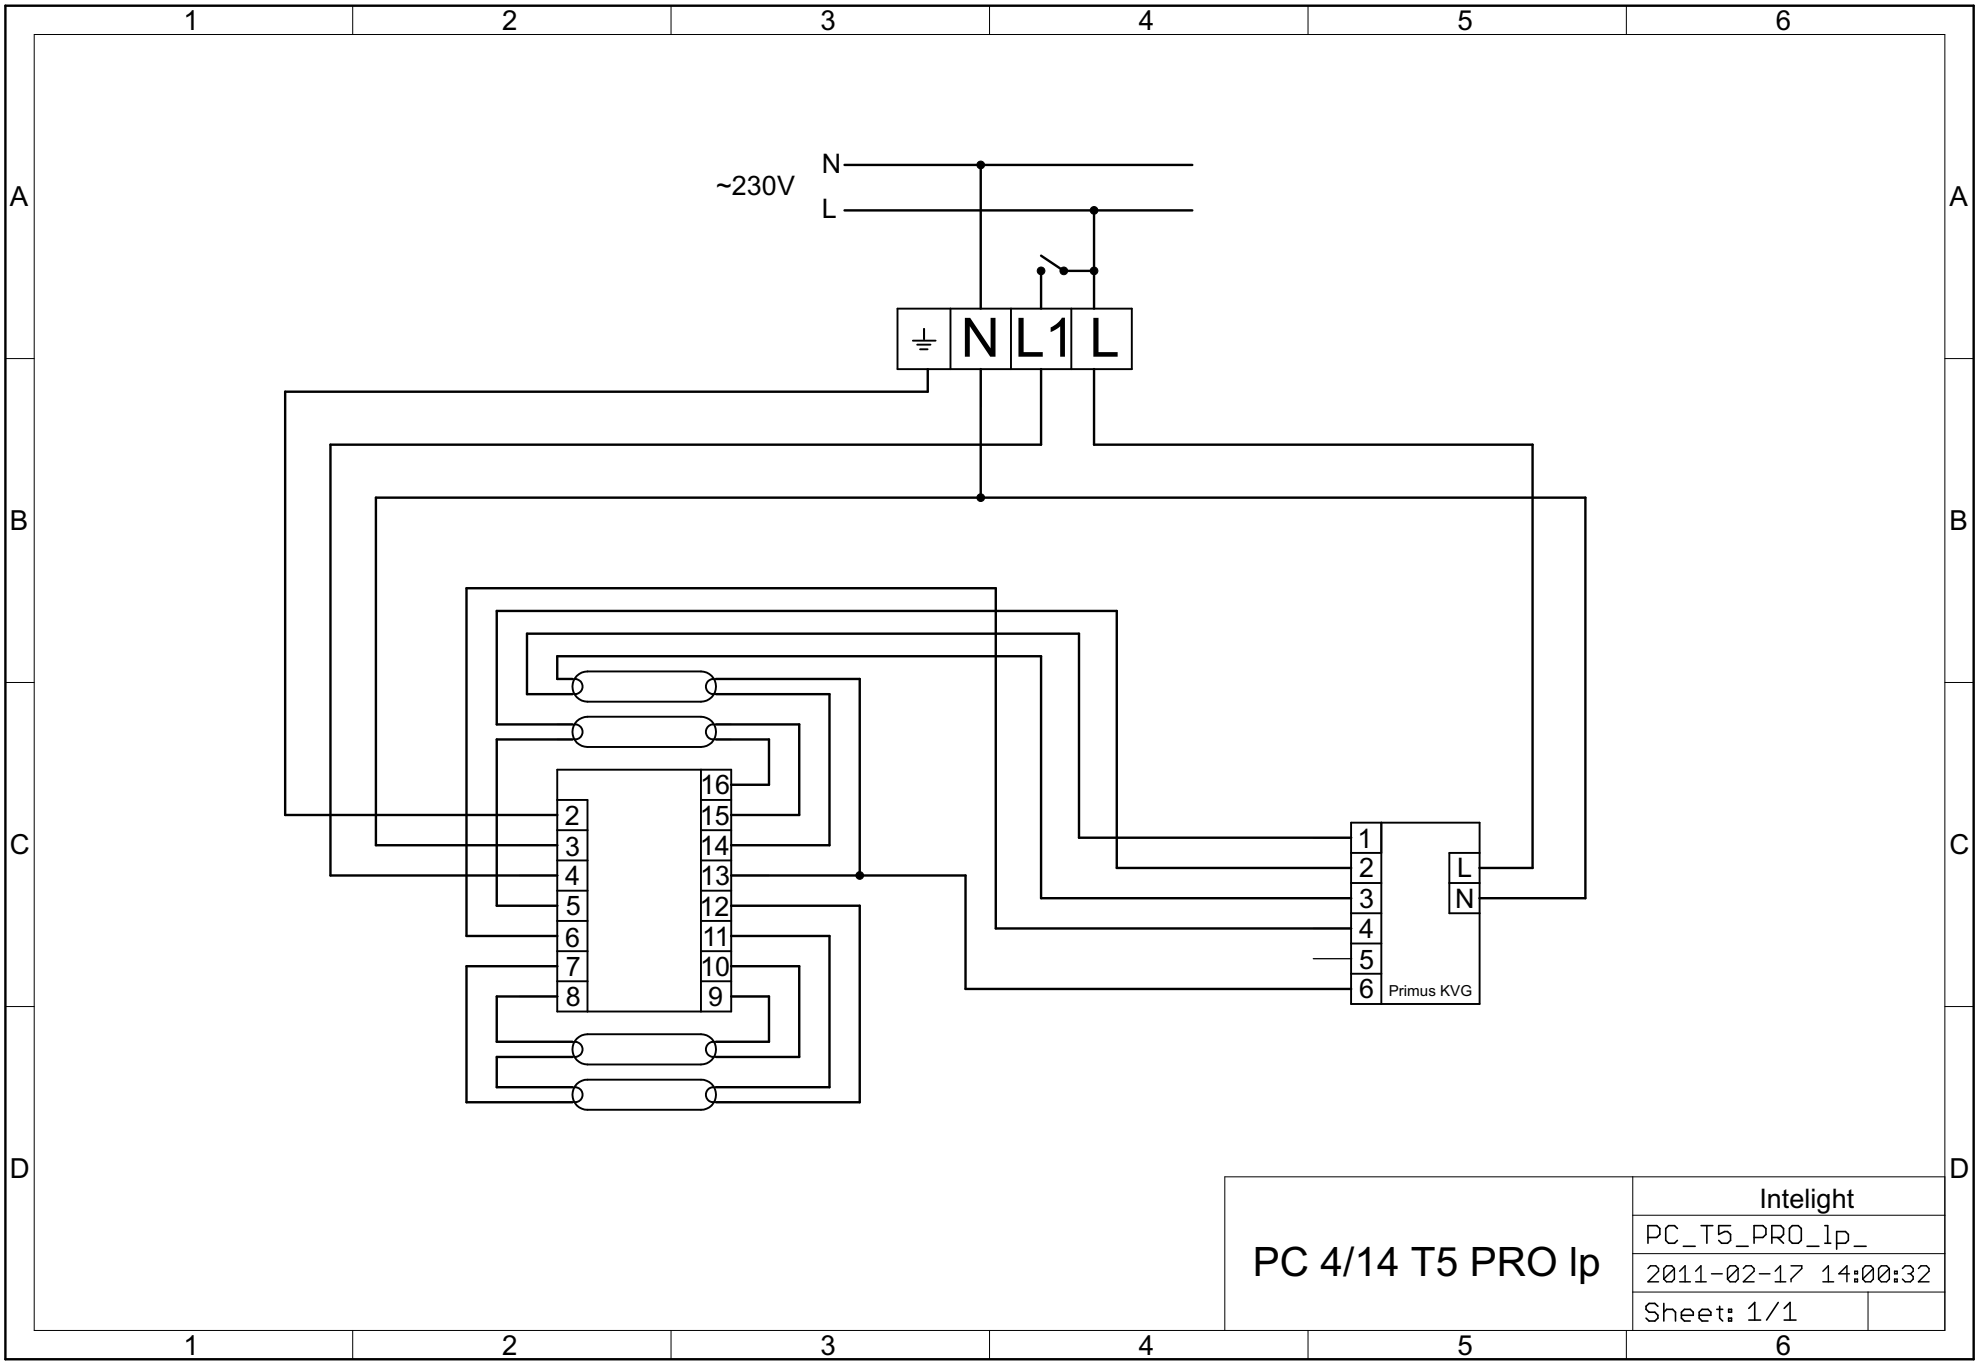 1 2 3 4 5 6
N
~230V
L
A A
N L1 L
B B
16
2 15
3 14
4 13
5 12
6 11
7 10
8 9
C C
1
2 L
3 N
4
5
6 Primus KVG
D D
Intelight
PC_T5_PRO_lp_
PC 4/14 T5 PRO lp
2011-02-17 14:00:32
Sheet: 1/1
1 2 3 4 5 6